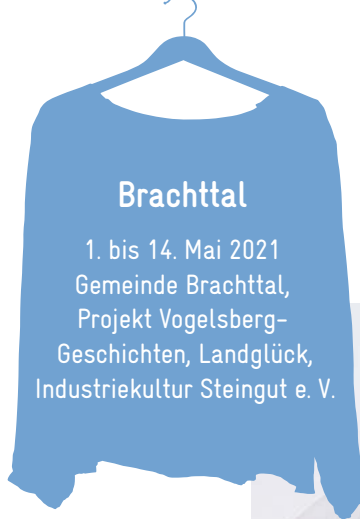 Brachttal
1. bis 14. Mai 2021
Gemeinde Brachttal,
Projekt Vogelsberg-
Geschichten, Landglück,
Industriekultur Steingut e. V.